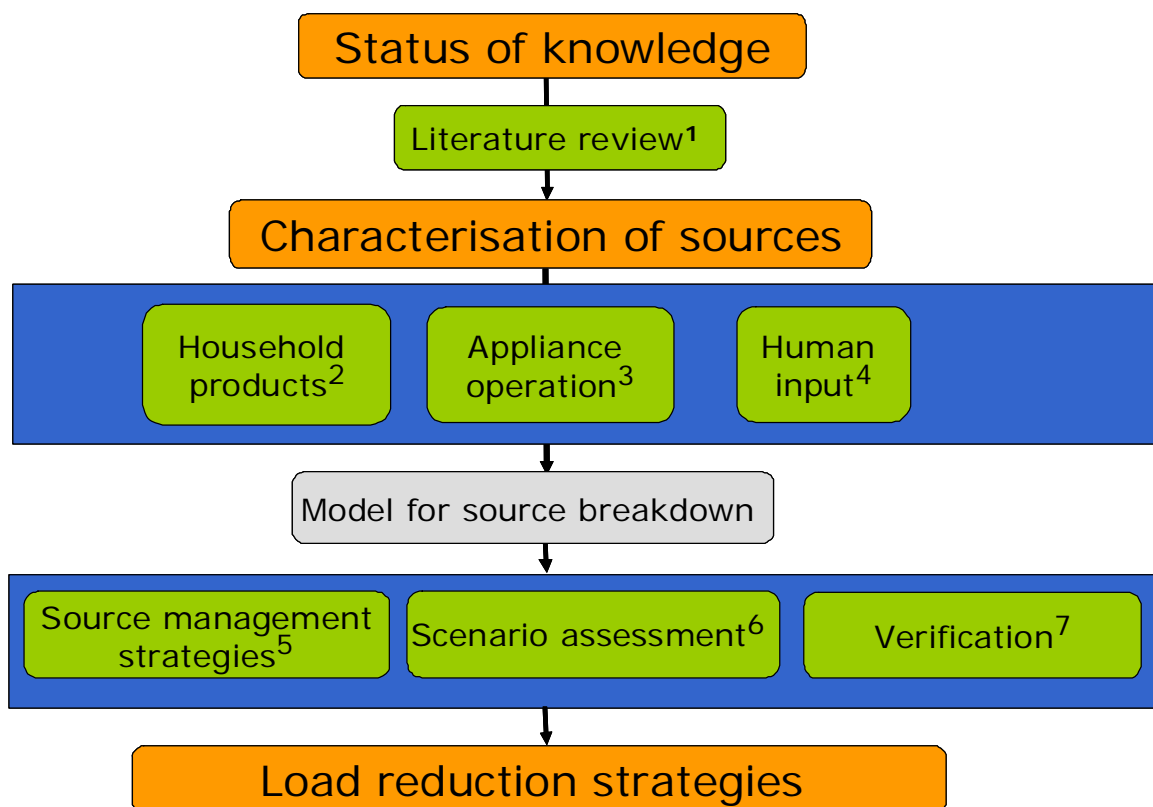 Status of knowledge
Literature review¹
Characterisation of sources
Household
products²
Appliance
operation³
Human
input⁴
Model for source breakdown
Source management
strategies⁵
Scenario assessment⁶
Verification⁷
Load reduction strategies